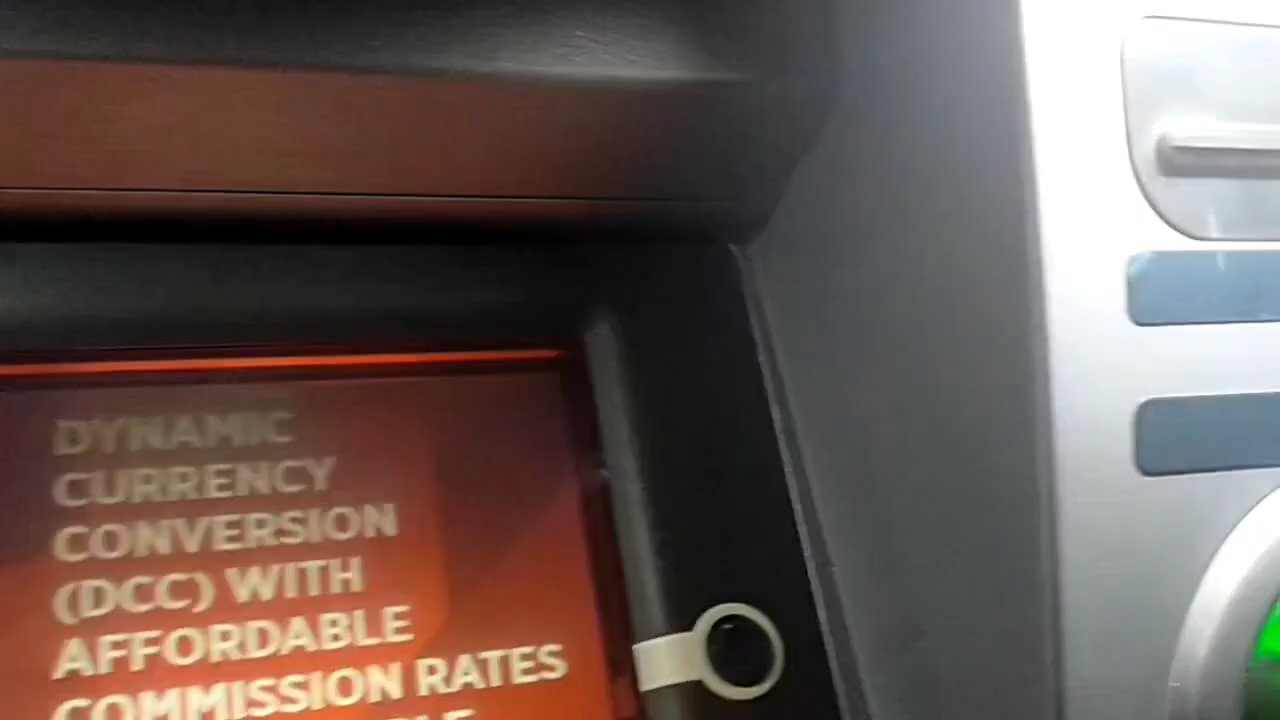 DYNAMIC
CURRENCY
CONVERSION
(DCC) WITH
AFFORDABLE
COMMISSION RATES